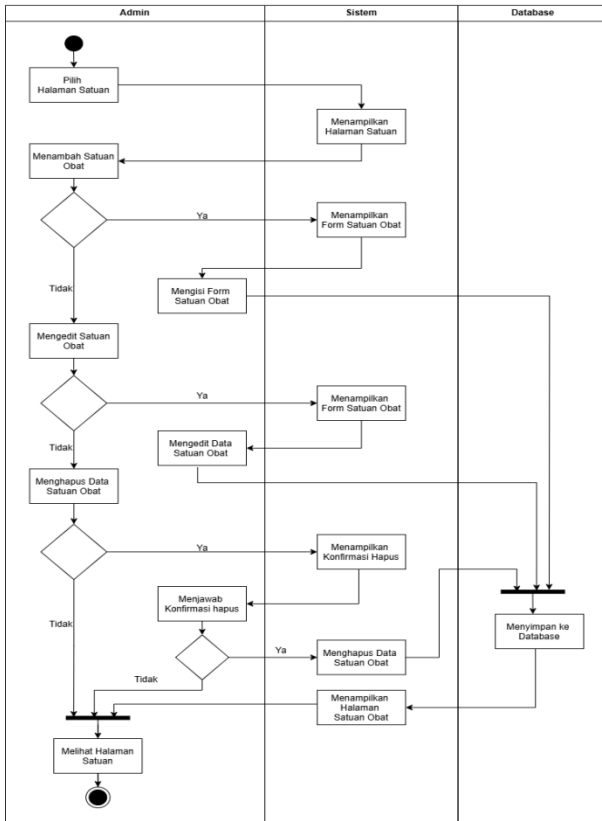 Admin
Sistem
Database
Pilih
Halaman Satuan
Menampilkan
Halaman Satuan
Menambah Satuan
Obat
Ya
Menampilkan
Form Satuan Obat
Tidak
Mengisi Form
Satuan Obat
Mengedit Satuan
Obat
Ya
Menampilkan
Form Satuan Obat
Tidak
Mengedit Data
Satuan Obat
Menghapus Data
Satuan Obat
Ya
Menampilkan
Konfirmasi Hapus
Menjawab
Konfirmasi hapus
Tidak
Ya
Menghapus Data
Satuan Obat
Menyimpan ke
Database
Tidak
Menampilkan
Halaman
Satuan Obat
Melihat Halaman
Satuan